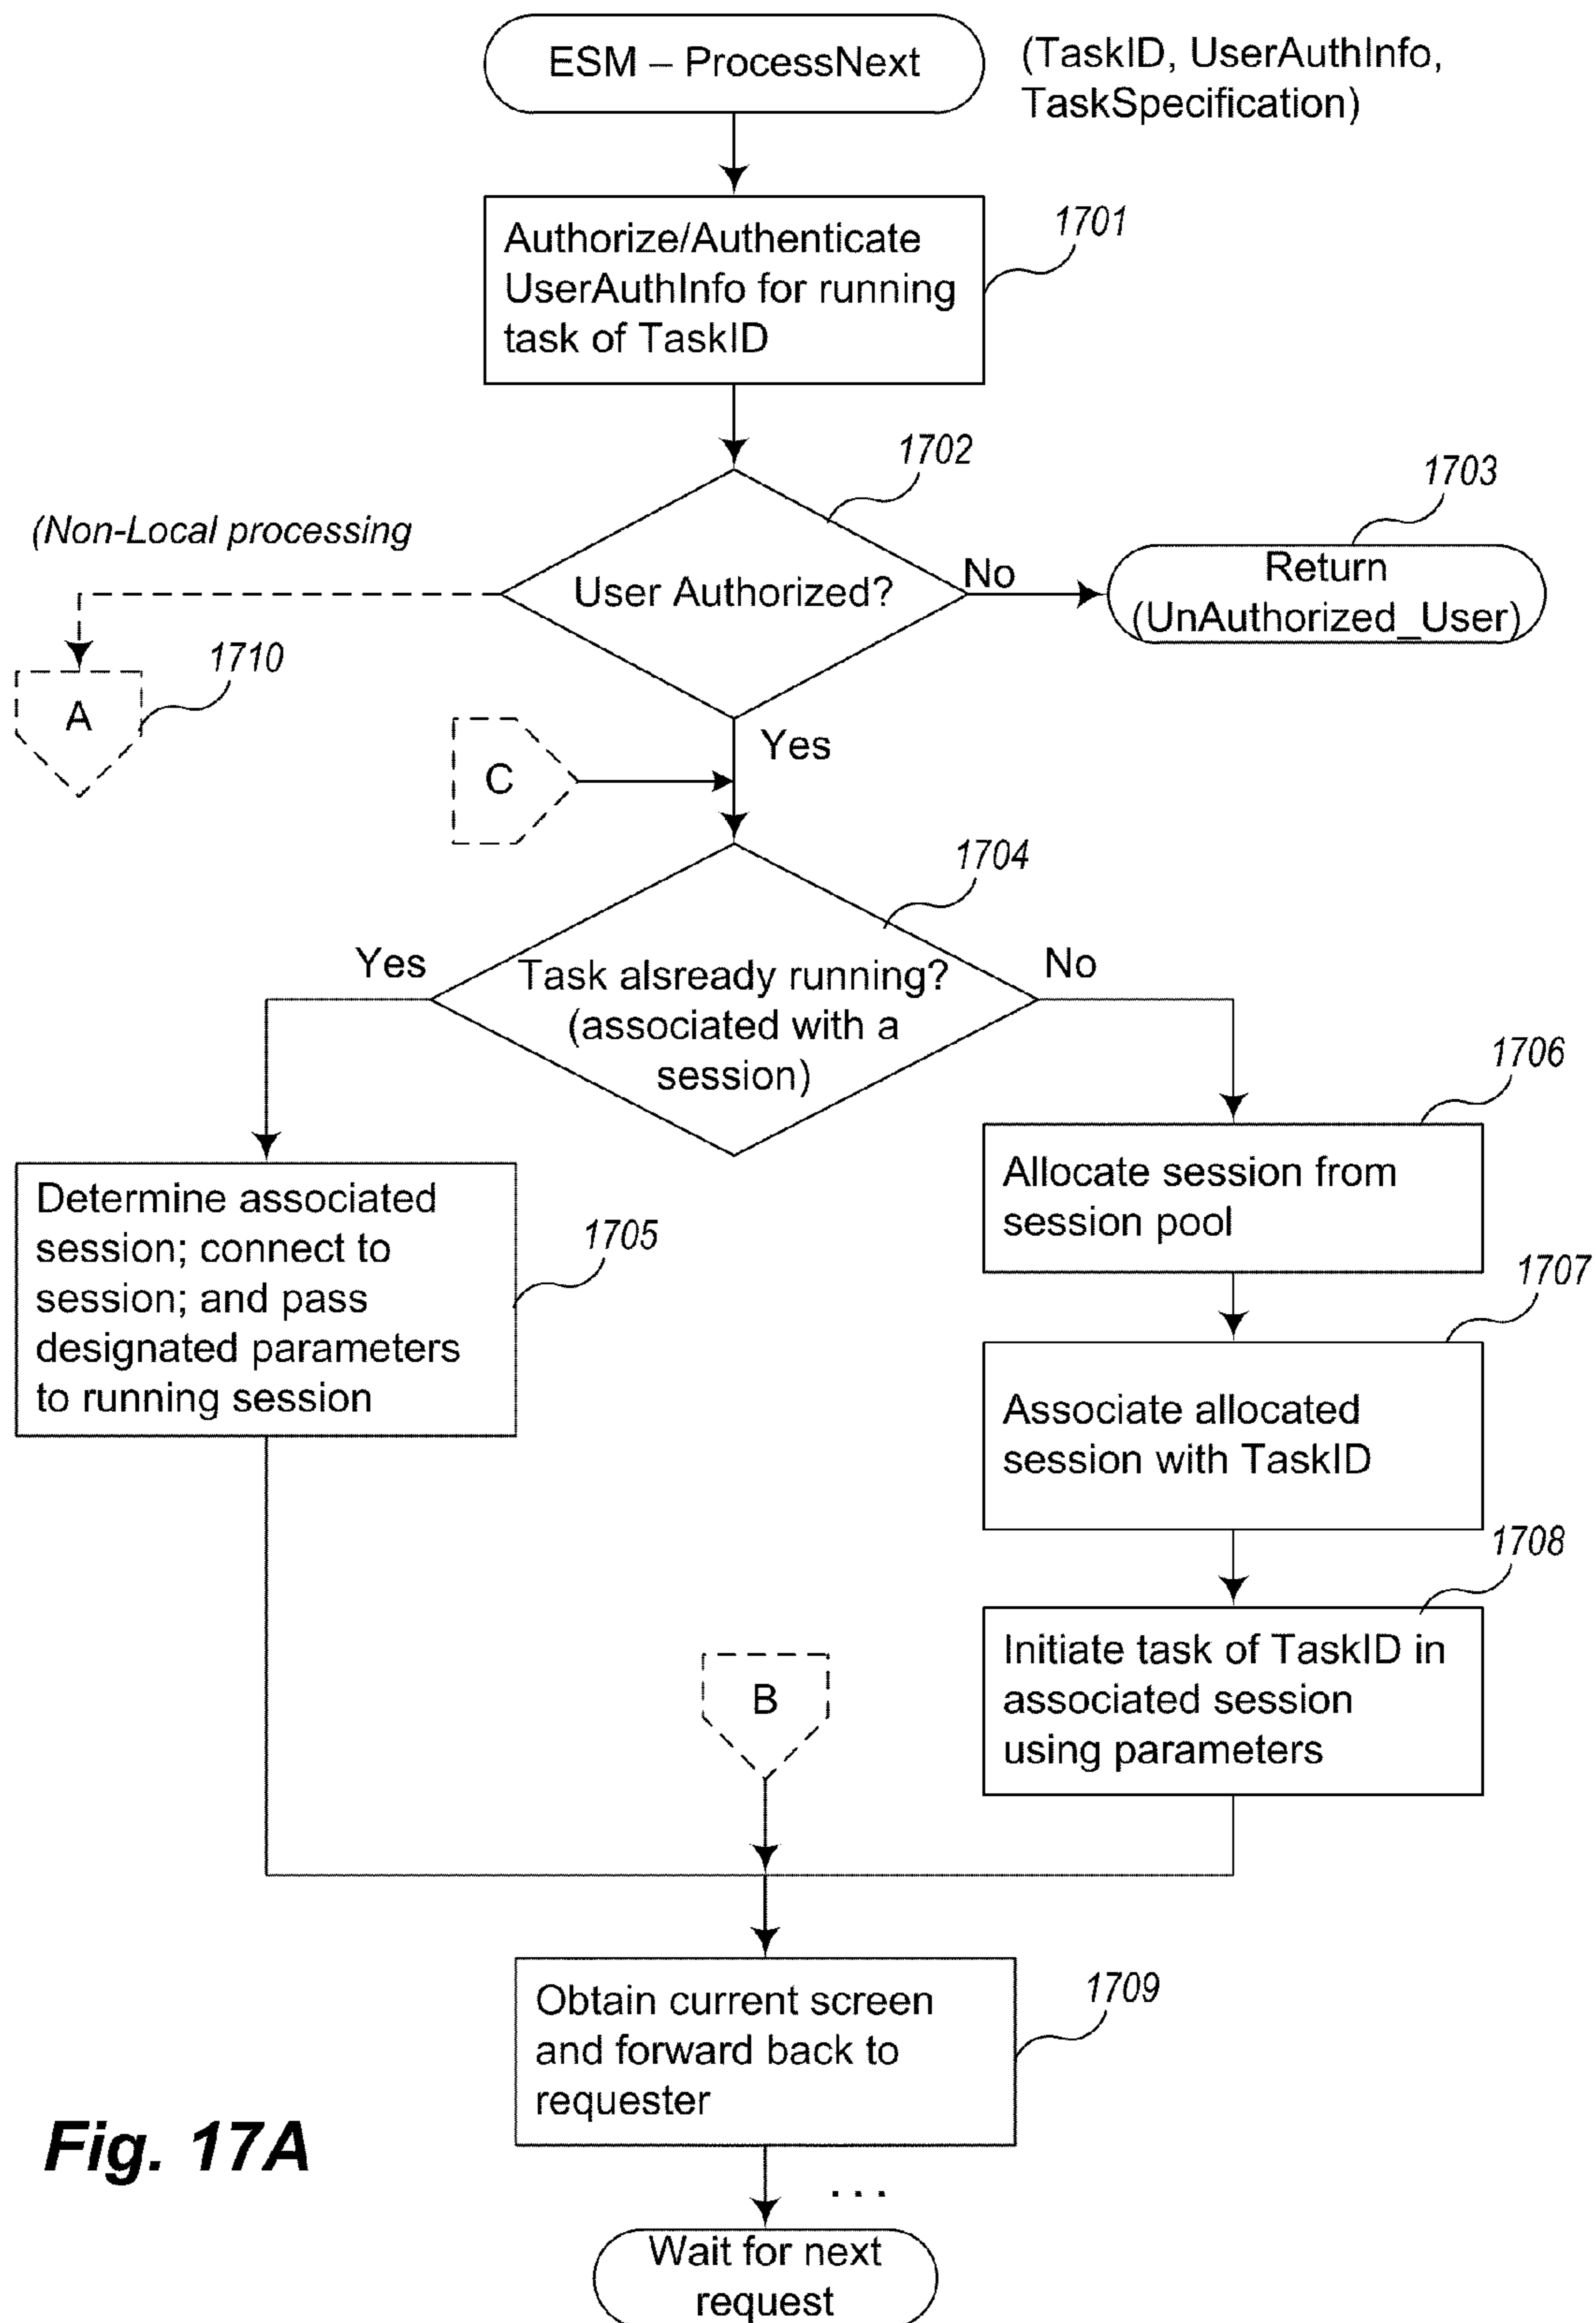 ESM – ProcessNext
(TaskID, UserAuthInfo,
TaskSpecification)
1701
Authorize/Authenticate
UserAuthInfo for running
task of TaskID
1702
1703
(Non-Local processing
User Authorized?
No
Return
(UnAuthorized_User)
1710
A
Yes
C
1704
Yes
No
Task alsready running?
(associated with a
session)
1706
Allocate session from
session pool
Determine associated
session; connect to
session; and pass
designated parameters
to running session
1705
1707
Associate allocated
session with TaskID
1708
Initiate task of TaskID in
associated session
using parameters
B
1709
Obtain current screen
and forward back to
requester
Fig. 17A
. . .
Wait for next
request